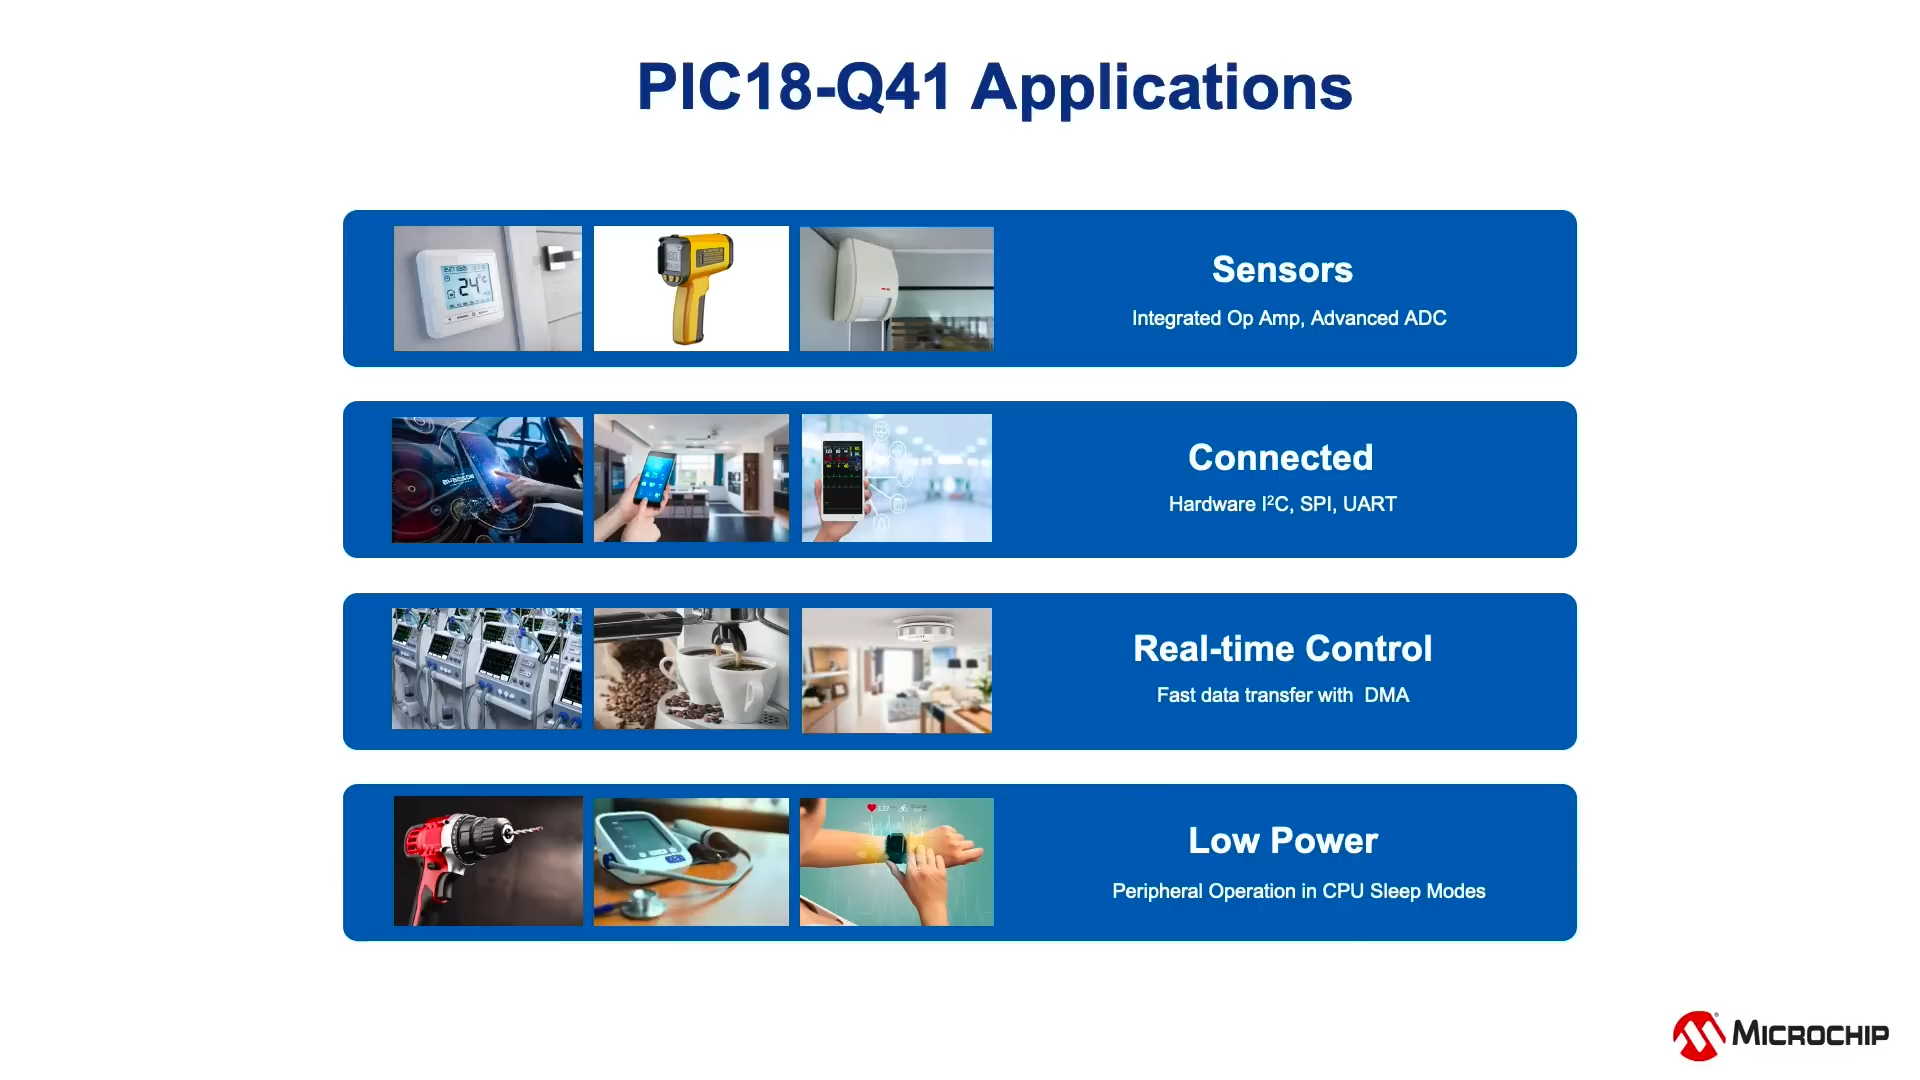 PIC18-Q41 Applications
24°C
Sensors
Integrated Op Amp, Advanced ADC
Connected
Hardware I²C, SPI, UART
Real-time Control
Fast data transfer with  DMA
Low Power
Peripheral Operation in CPU Sleep Modes
MICROCHIP